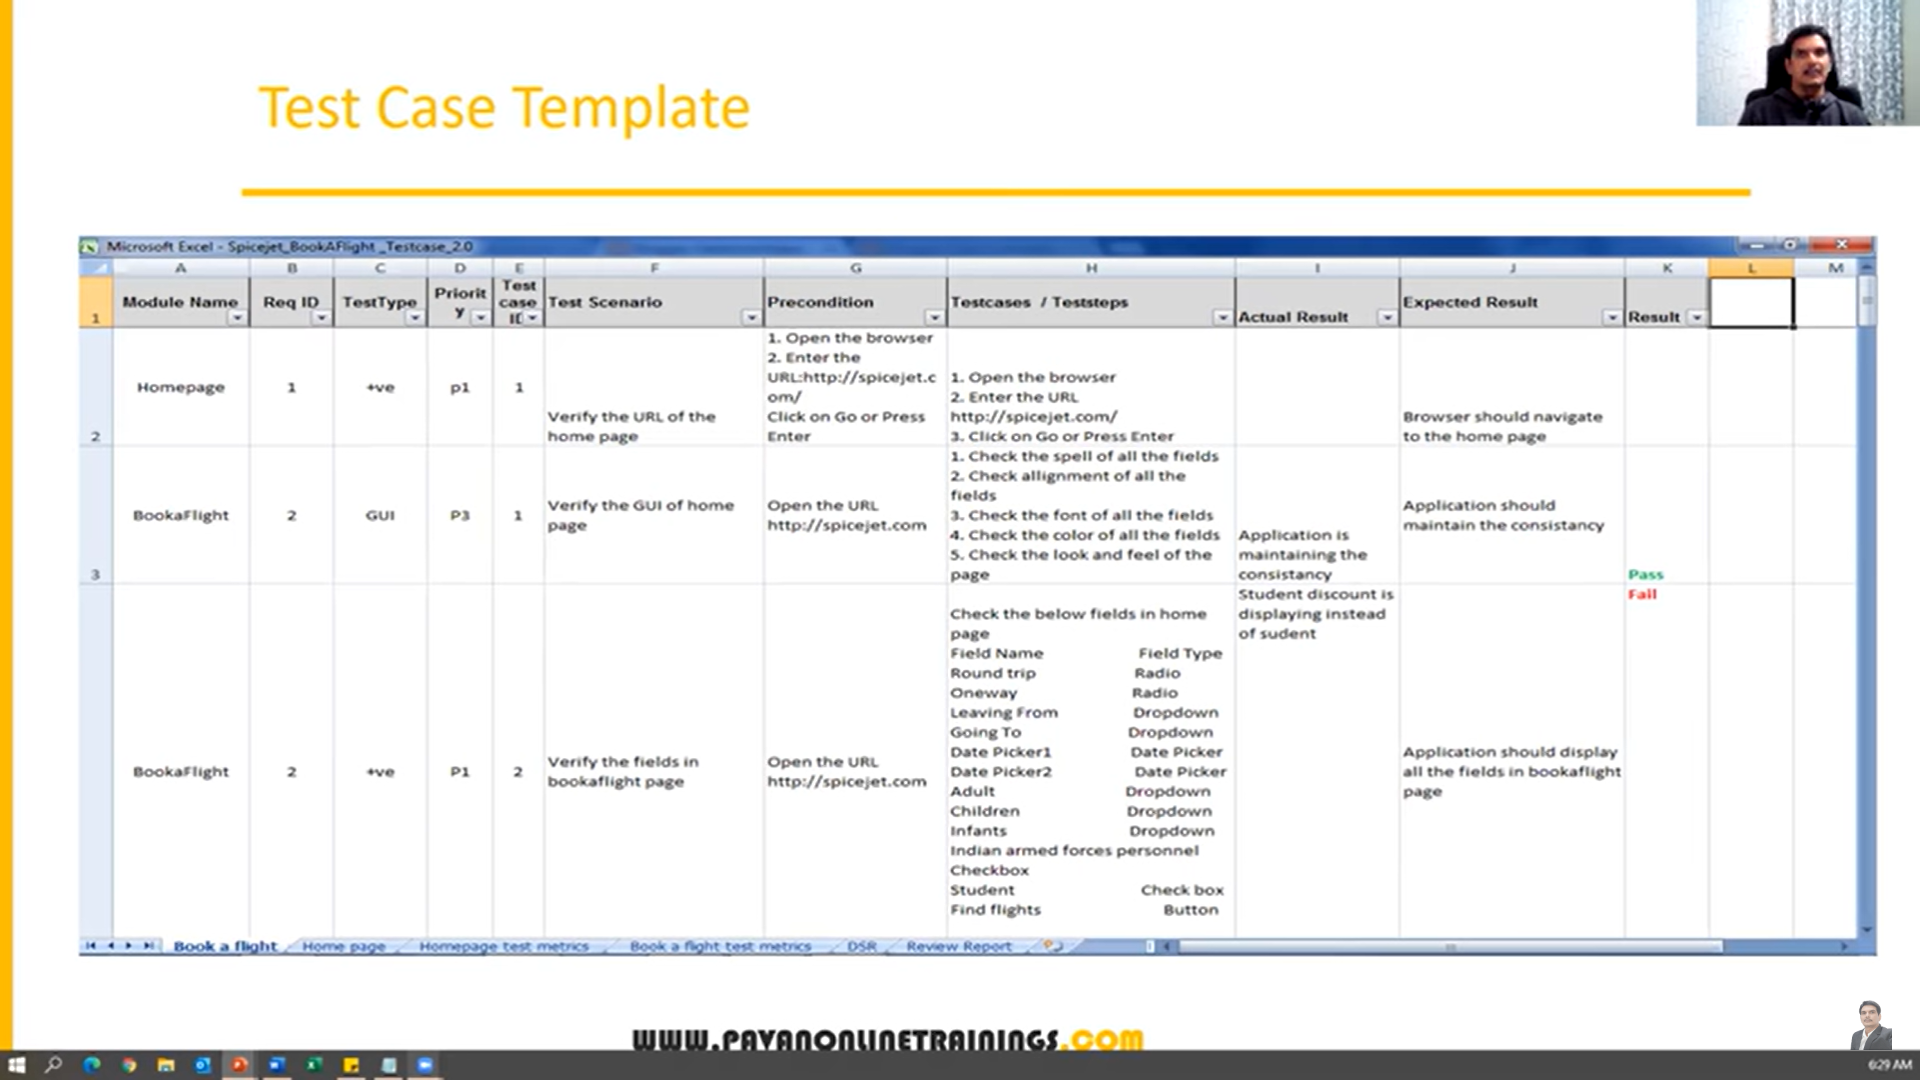 Test Case Template
Microsoft Excel - Spicejet_BookAFlight _Testcase_2.0
A B C D E F G H I J K L M
1
Module Name
Req ID
TestType
Priorit
y
Test
case
ID
Test Scenario
Precondition
Testcases / Teststeps
Actual Result
Expected Result
Result
2
Homepage
1
+ve
p1
1
Verify the URL of the
home page
1. Open the browser
2. Enter the
URL:http://spicejet.c
om/
Click on Go or Press
Enter
1. Open the browser
2. Enter the URL
http://spicejet.com/
3. Click on Go or Press Enter
Browser should navigate
to the home page
3
BookaFlight
2
GUI
P3
1
Verify the GUI of home
page
Open the URL
http://spicejet.com
1. Check the spell of all the fields
2. Check allignment of all the
fields
3. Check the font of all the fields
4. Check the color of all the fields
5. Check the look and feel of the
page
Application is
maintaining the
consistancy
Application should
maintain the consistancy
Pass
BookaFlight
2
+ve
P1
2
Verify the fields in
bookaflight page
Open the URL
http://spicejet.com
Check the below fields in home
page
Field Name Field Type
Round trip Radio
Oneway Radio
Leaving From Dropdown
Going To Dropdown
Date Picker1 Date Picker
Date Picker2 Date Picker
Adult Dropdown
Children Dropdown
Infants Dropdown
Indian armed forces personnel
Checkbox
Student Check box
Find flights Button
Student discount is
displaying instead
of sudent
Application should display
all the fields in bookaflight
page
Fail
Book a flight Home page Homepage test metrics Book a flight test metrics DSR Review Report
WWW.PAVANONLINETRAININGS.COM
6:29 AM